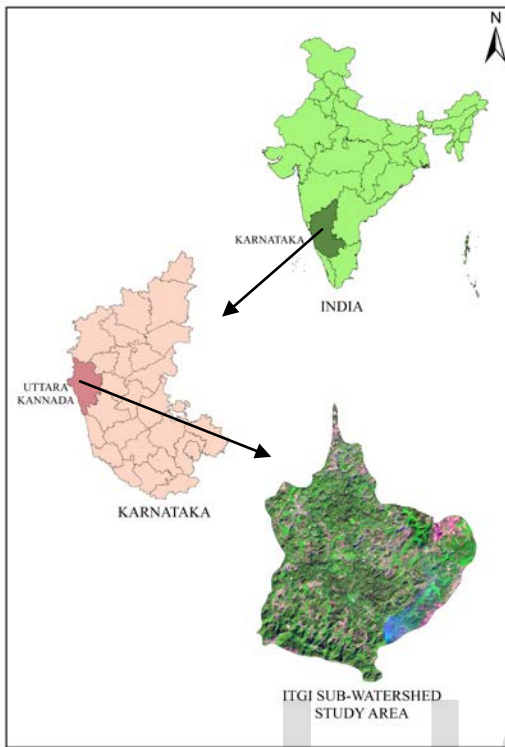 N
KARNATAKA
INDIA
UTTARA
KANNADA
KARNATAKA
ITGI SUB-WATERSHED
STUDY AREA